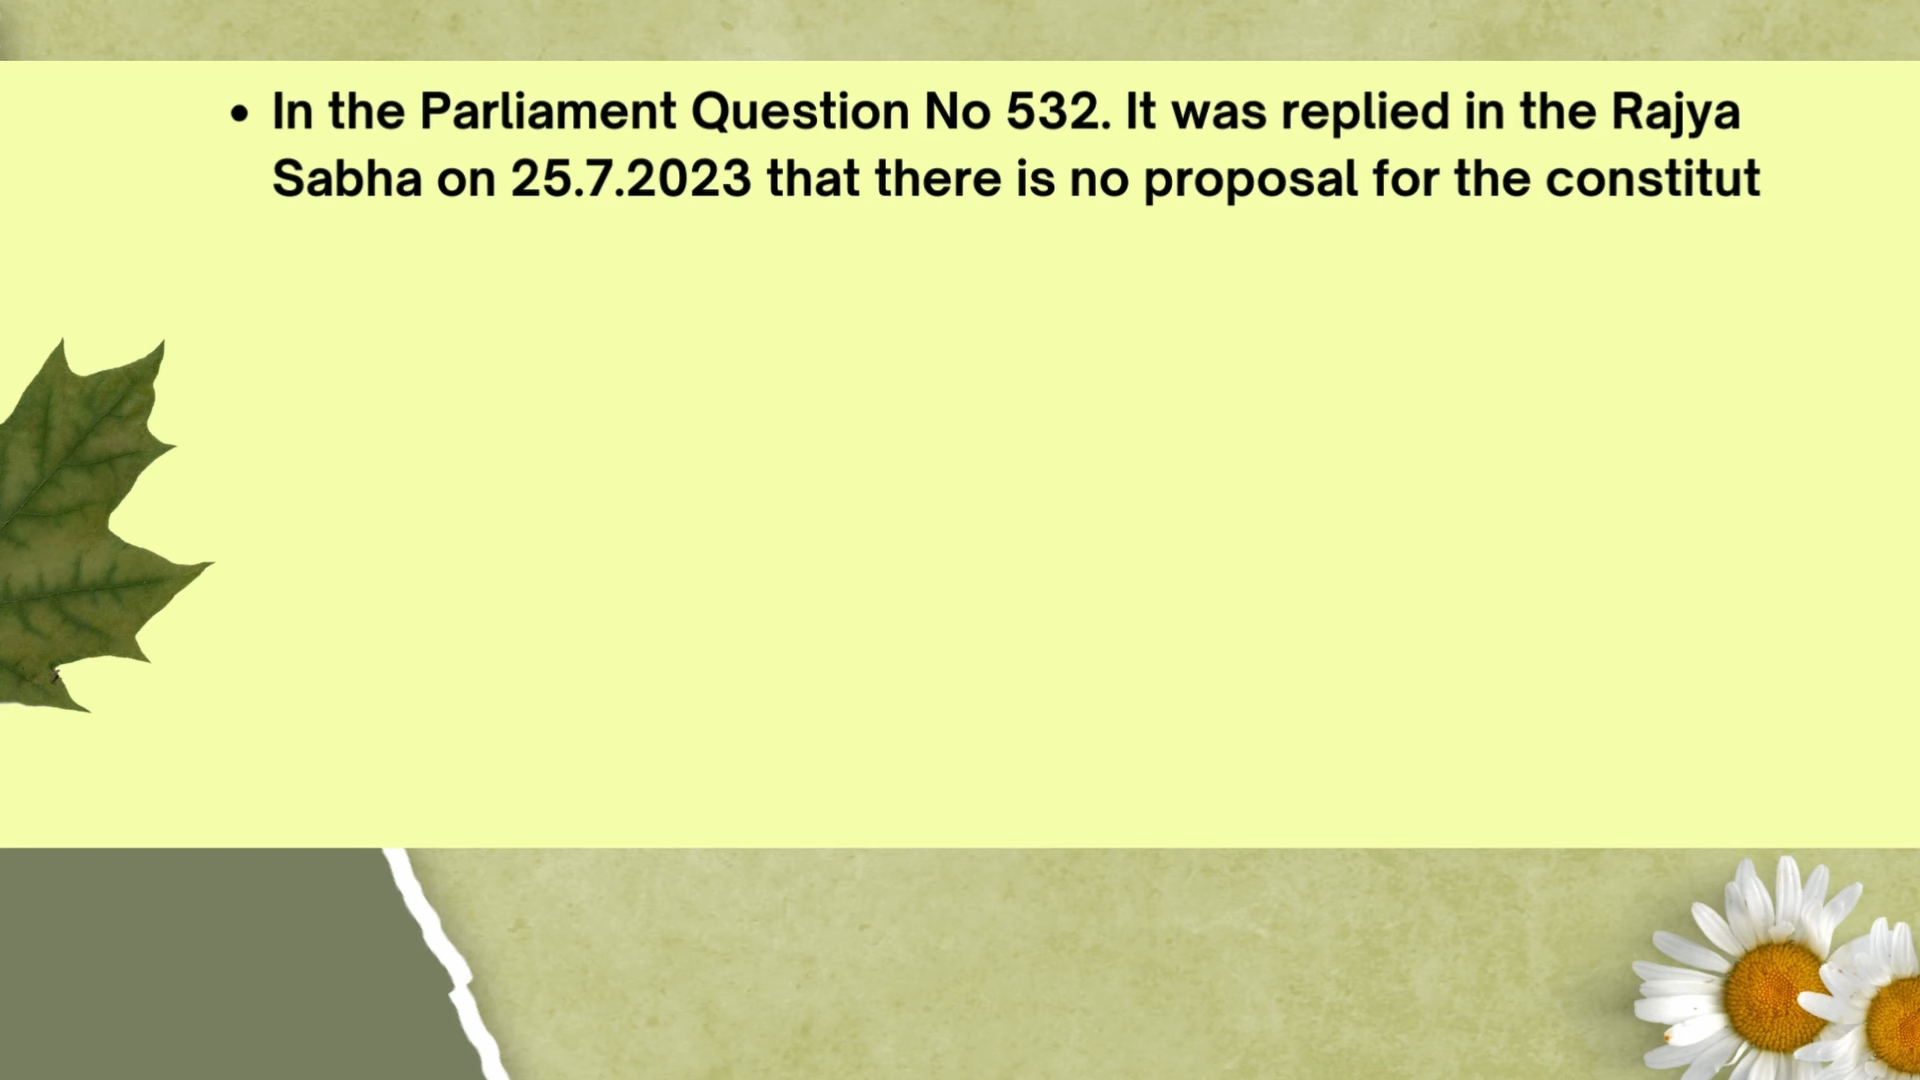 • In the Parliament Question No 532. It was replied in the Rajya
Sabha on 25.7.2023 that there is no proposal for the constitut